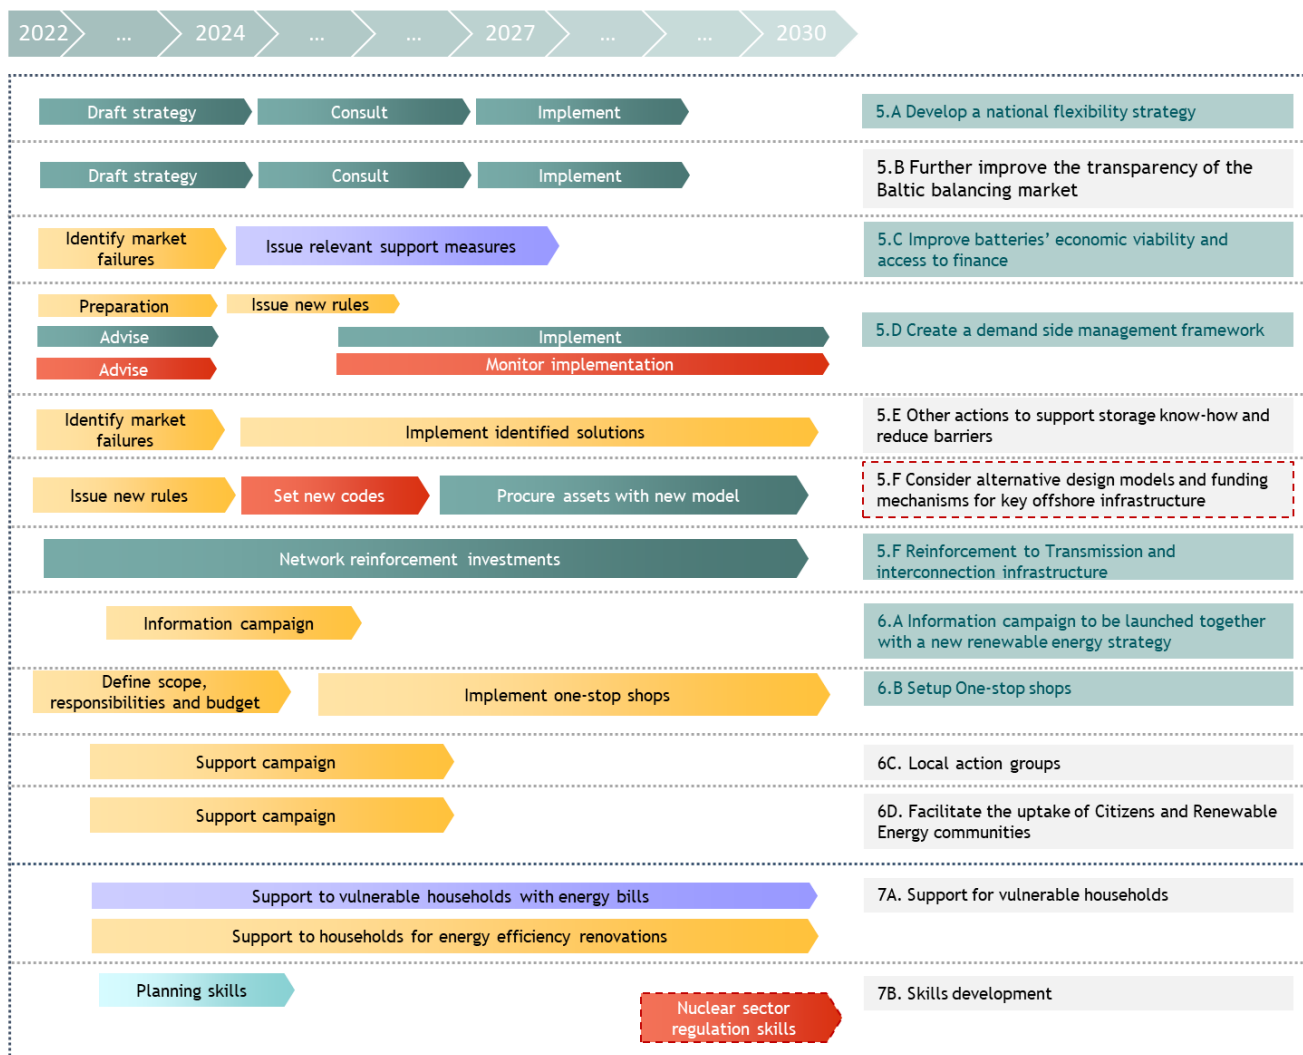 2022 ... 2024 ... ... 2027 ... ... 2030
Draft strategy Consult Implement
5.A Develop a national flexibility strategy
Draft strategy Consult Implement
5.B Further improve the transparency of the
Baltic balancing market
Identify market
failures
Issue relevant support measures
5.C Improve batteries' economic viability and
access to finance
Preparation Issue new rules
Advise Implement
Advise Monitor implementation
5.D Create a demand side management framework
Identify market
failures
Implement identified solutions
5.E Other actions to support storage know-how and
reduce barriers
Issue new rules Set new codes Procure assets with new model
5.F Consider alternative design models and funding
mechanisms for key offshore infrastructure
Network reinforcement investments
5.F Reinforcement to Transmission and
interconnection infrastructure
Information campaign
6.A Information campaign to be launched together
with a new renewable energy strategy
Define scope,
responsibilities and budget
Implement one-stop shops
6.B Setup One-stop shops
Support campaign
6C. Local action groups
Support campaign
6D. Facilitate the uptake of Citizens and Renewable
Energy communities
Support to vulnerable households with energy bills
Support to households for energy efficiency renovations
7A. Support for vulnerable households
Planning skills
Nuclear sector
regulation skills
7B. Skills development